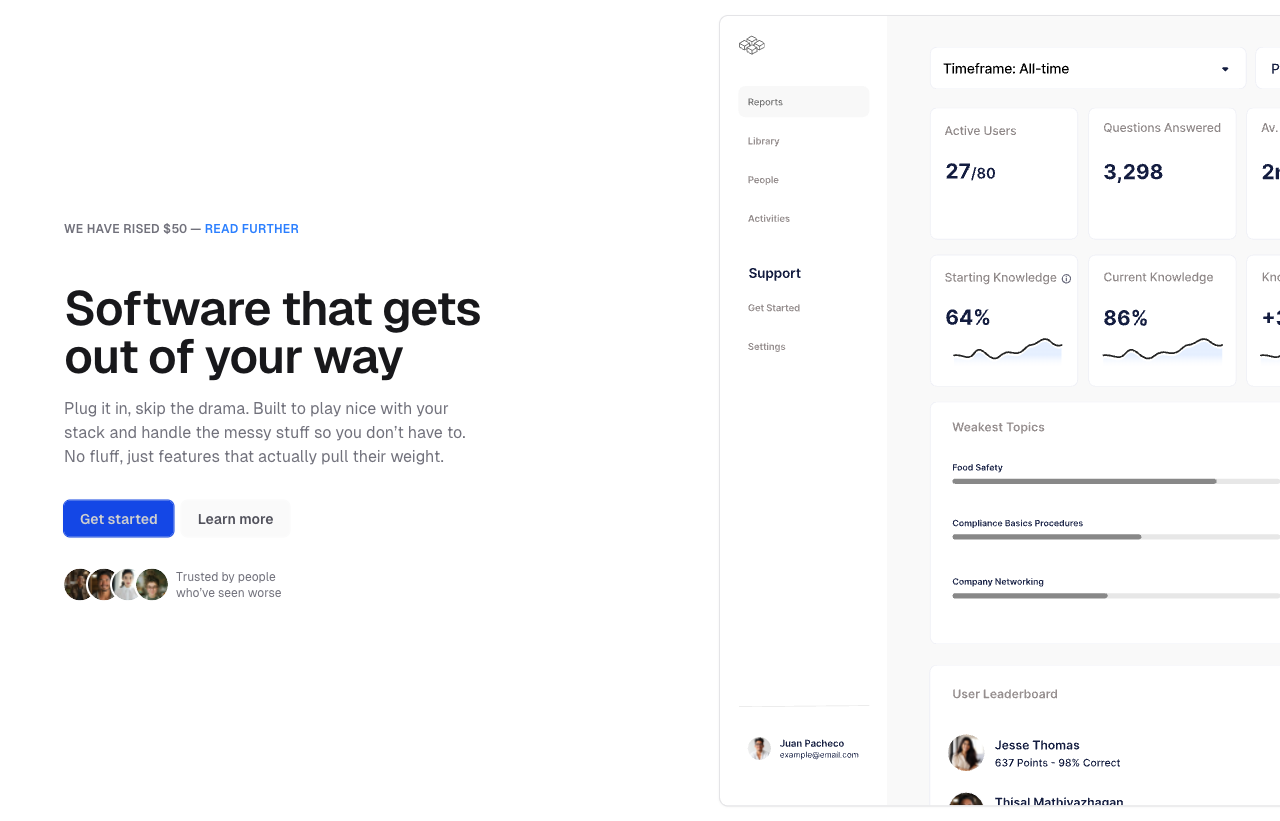 WE HAVE RISED $50 — READ FURTHER
Software that gets
out of your way
Plug it in, skip the drama. Built to play nice with your
stack and handle the messy stuff so you don't have to.
No fluff, just features that actually pull their weight.
Get started
Learn more
Trusted by people
who've seen worse
Reports
Library
People
Activities
Support
Get Started
Settings
Juan Pacheco
example@email.com
Timeframe: All-time
P
Active Users
27/80
Questions Answered
3,298
Av.
Starting Knowledge
64%
Current Knowledge
86%
Weakest Topics
Food Safety
Compliance Basics Procedures
Company Networking
User Leaderboard
Jesse Thomas
637 Points - 98% Correct
Thisal Mathiyazhagan